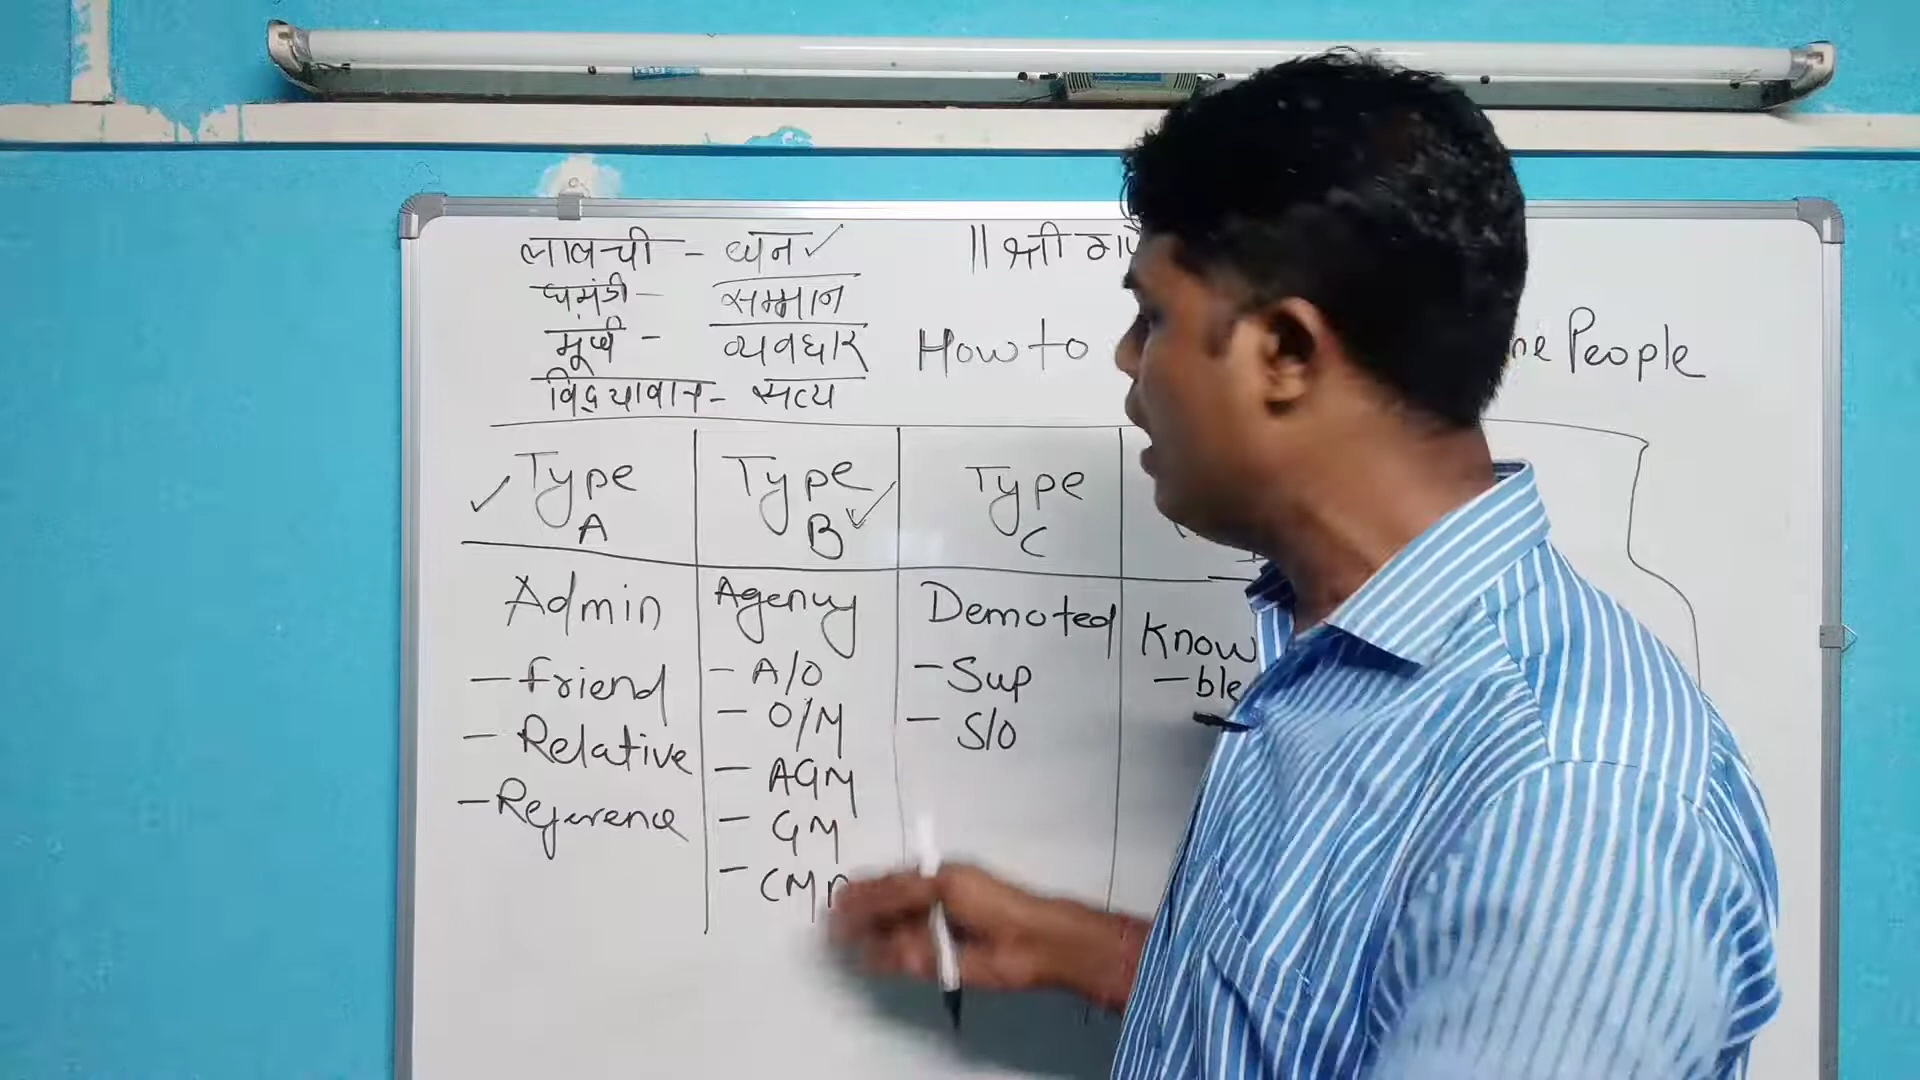 लालची - धन ✓
घमंडी - सम्मान
मूर्ख - व्यवहार
विद्यावान - सत्य
॥ श्री
How to
People
✓ Type A
Type B ✓
Type C
Admin
- Friend
- Relative
- Reference
Agency
- A/O
- O/M
- AGM
- GM
Demoted
- Sup
- S/O
Know
- ble